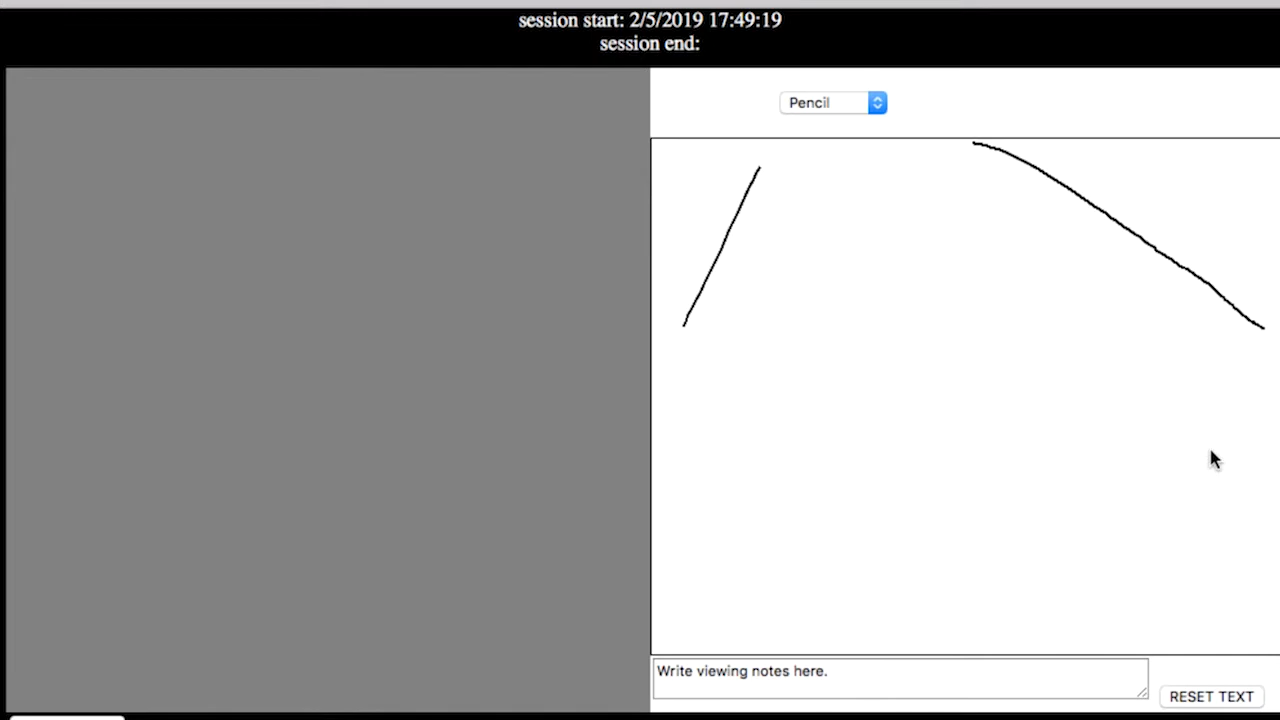 session start: 2/5/2019 17:49:19
session end:
Pencil
Write viewing notes here.
RESET TEXT